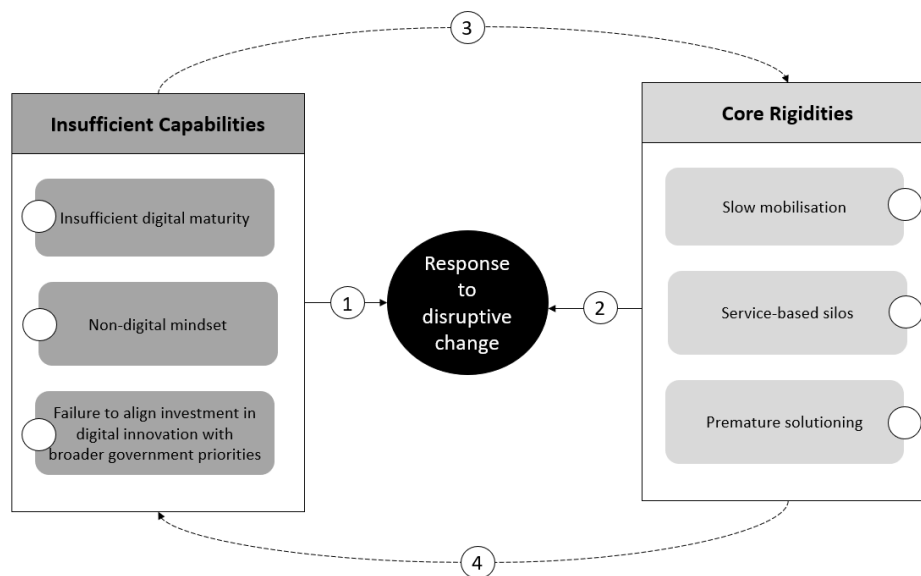 3
Insufficient Capabilities
Core Rigidities
Insufficient digital maturity
Slow mobilisation
Response
to
disruptive
change
1
2
Non-digital mindset
Service-based silos
Failure to align investment in
digital innovation with
broader government priorities
Premature solutioning
4